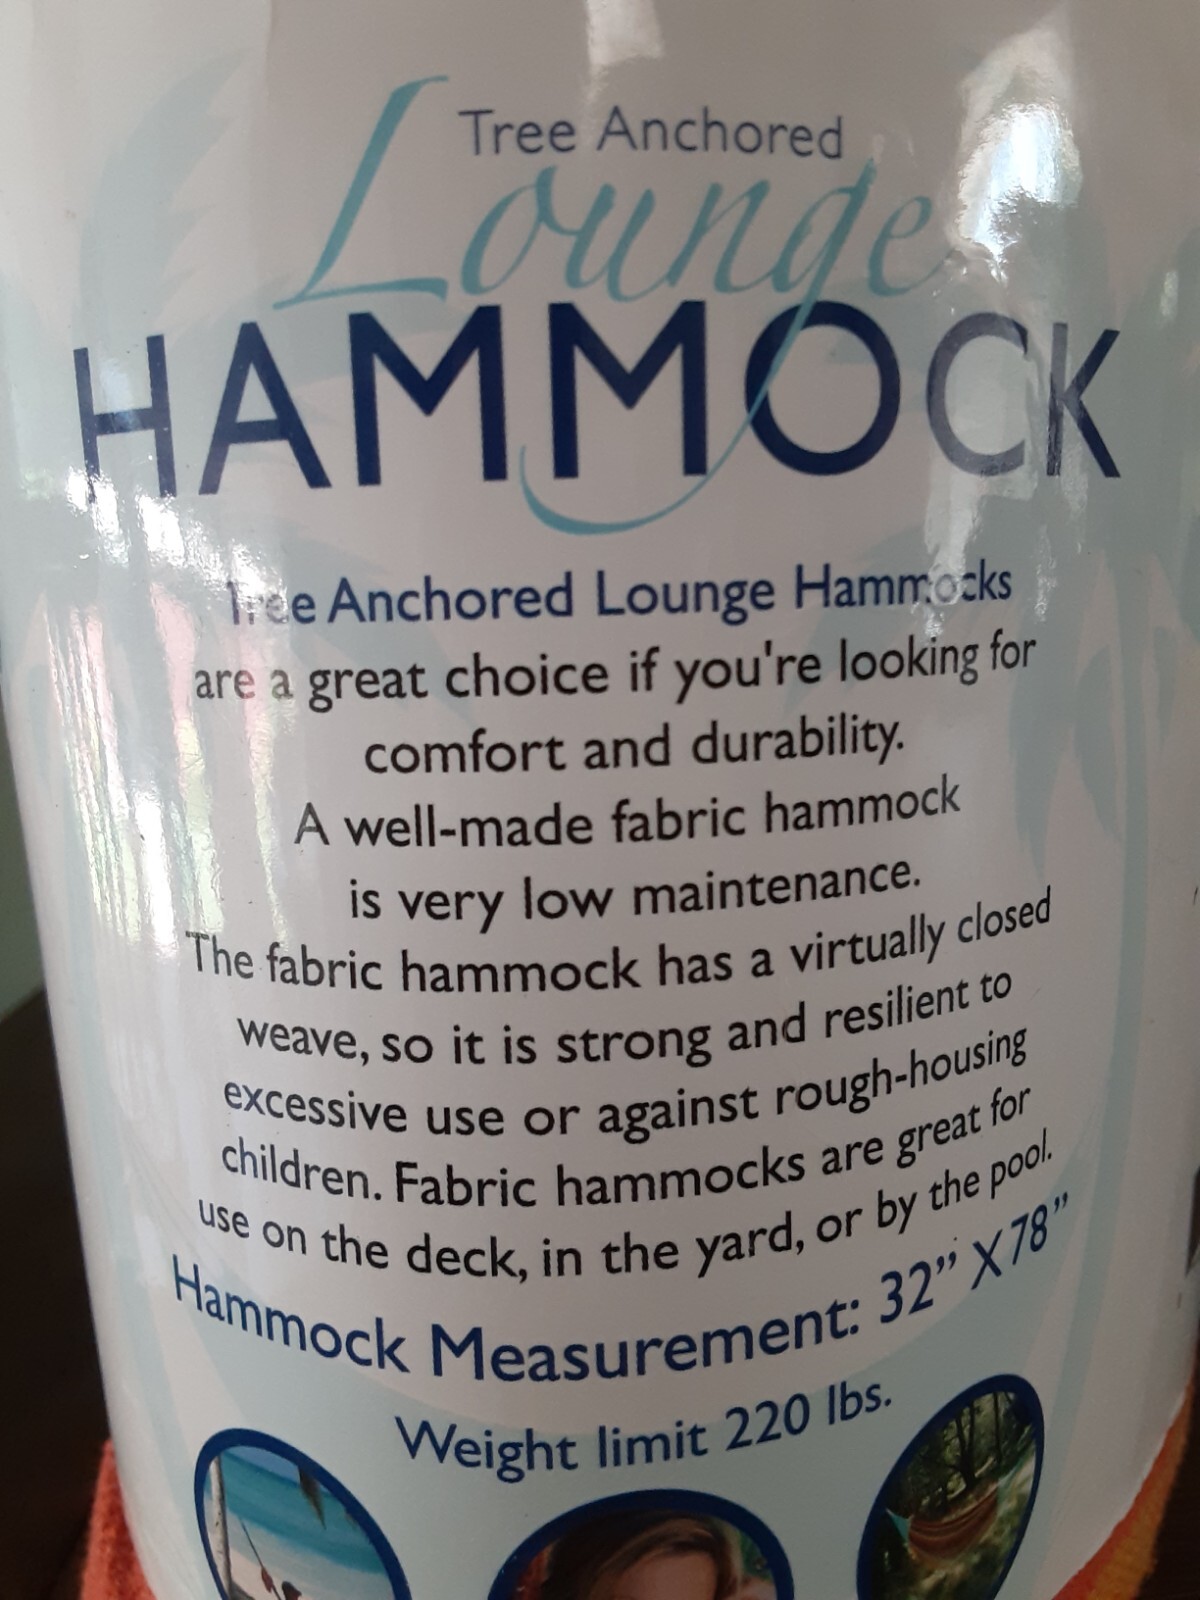 Tree Anchored
Lounge
HAMMOCK
Tree Anchored Lounge Hammocks
are a great choice if you're looking for
comfort and durability.
A well-made fabric hammock
is very low maintenance.
The fabric hammock has a virtually closed
weave, so it is strong and resilient to
excessive use or against rough-housing
children. Fabric hammocks are great for
use on the deck, in the yard, or by the pool.
Hammock Measurement: 32” X 78”
Weight limit 220 lbs.